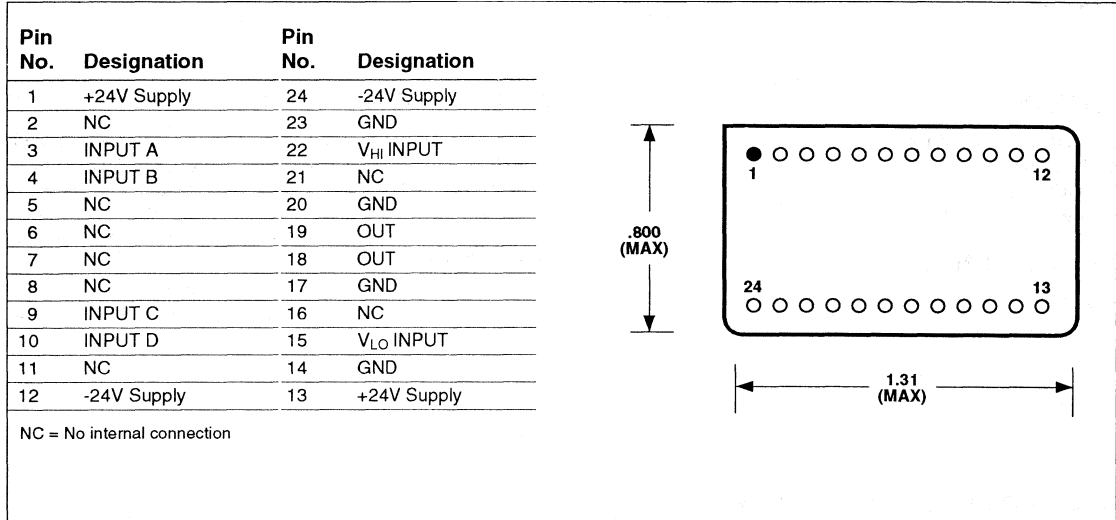 Pin No. Designation Pin No. Designation
1 +24V Supply 24 -24V Supply
2 NC 23 GND
3 INPUT A 22 VHI INPUT
4 INPUT B 21 NC
5 NC 20 GND
6 NC 19 OUT
7 NC 18 OUT
8 NC 17 GND
9 INPUT C 16 NC
10 INPUT D 15 VLO INPUT
11 NC 14 GND
12 -24V Supply 13 +24V Supply
NC = No internal connection
1 12
.800
(MAX)
24 13
1.31
(MAX)